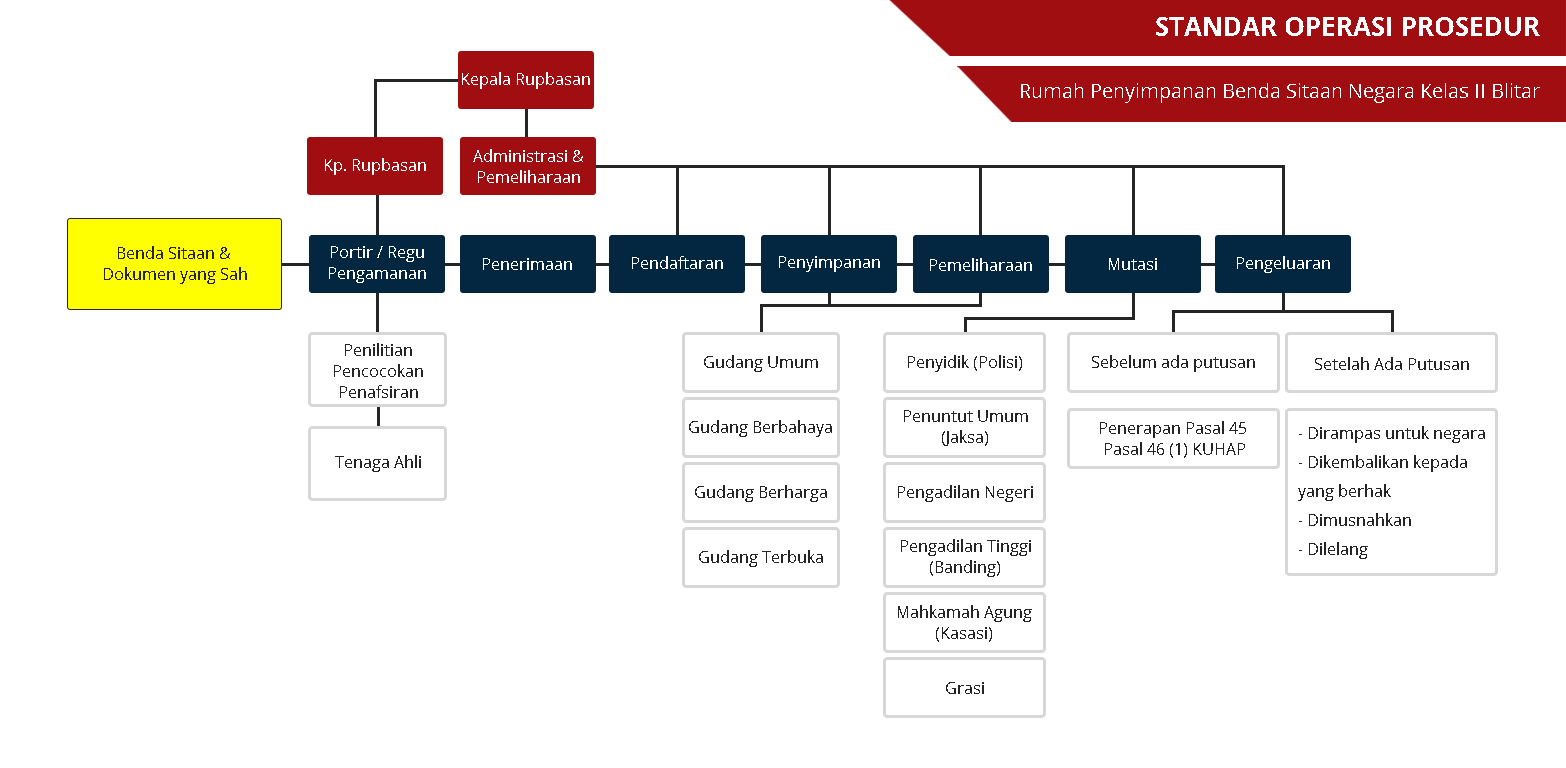 STANDAR OPERASI PROSEDUR
Rumah Penyimpanan Benda Sitaan Negara Kelas II Blitar
Kepala Rupbasan
Kp. Rupbasan
Administrasi &
Pemeliharaan
Benda Sitaan &
Dokumen yang Sah
Portir / Regu
Pengamanan
Penerimaan
Pendaftaran
Penyimpanan
Pemeliharaan
Mutasi
Pengeluaran
Penilitian
Pencocokan
Penafsiran
Tenaga Ahli
Gudang Umum
Gudang Berbahaya
Gudang Berharga
Gudang Terbuka
Penyidik (Polisi)
Penuntut Umum
(Jaksa)
Pengadilan Negeri
Pengadilan Tinggi
(Banding)
Mahkamah Agung
(Kasasi)
Grasi
Sebelum ada putusan
Penerapan Pasal 45
Pasal 46 (1) KUHAP
Setelah Ada Putusan
- Dirampas untuk negara
- Dikembalikan kepada
yang berhak
- Dimusnahkan
- Dilelang